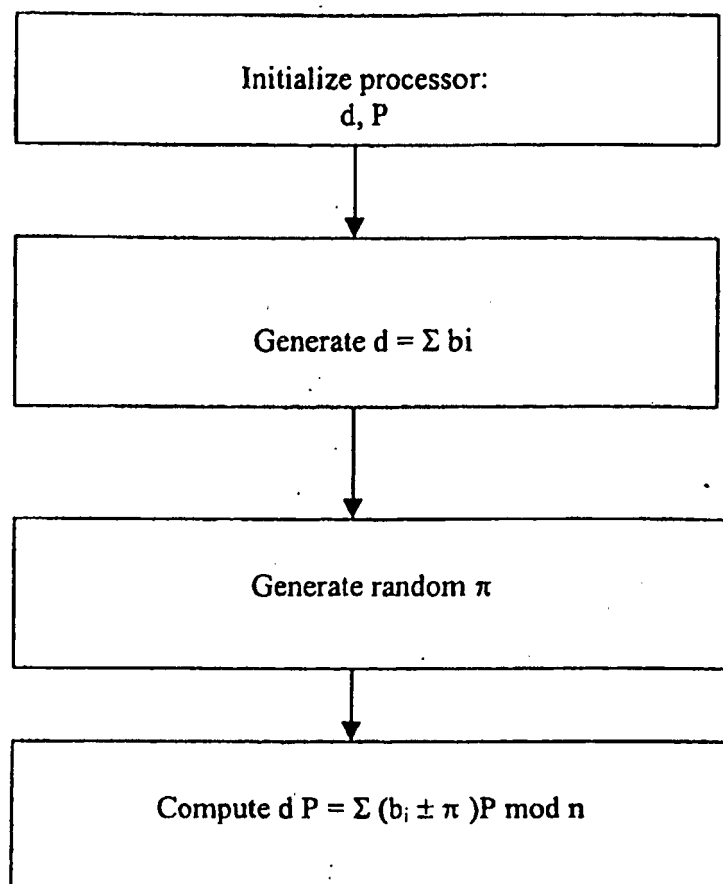 Initialize processor:
d, P
Generate d = Σ bi
Generate random π
Compute d P = Σ (bᵢ ± π )P mod n